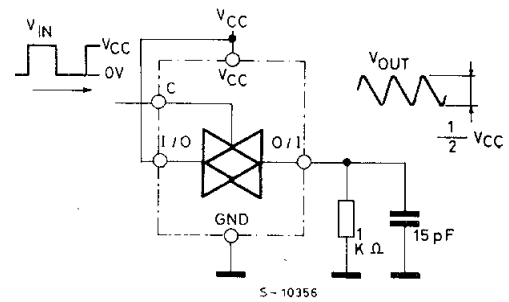 V_IN
V_CC
0V
V_CC
V_CC
C
I/O
O/I
GND
V_OUT
1/2 V_CC
1
KΩ
15pF
S-10356